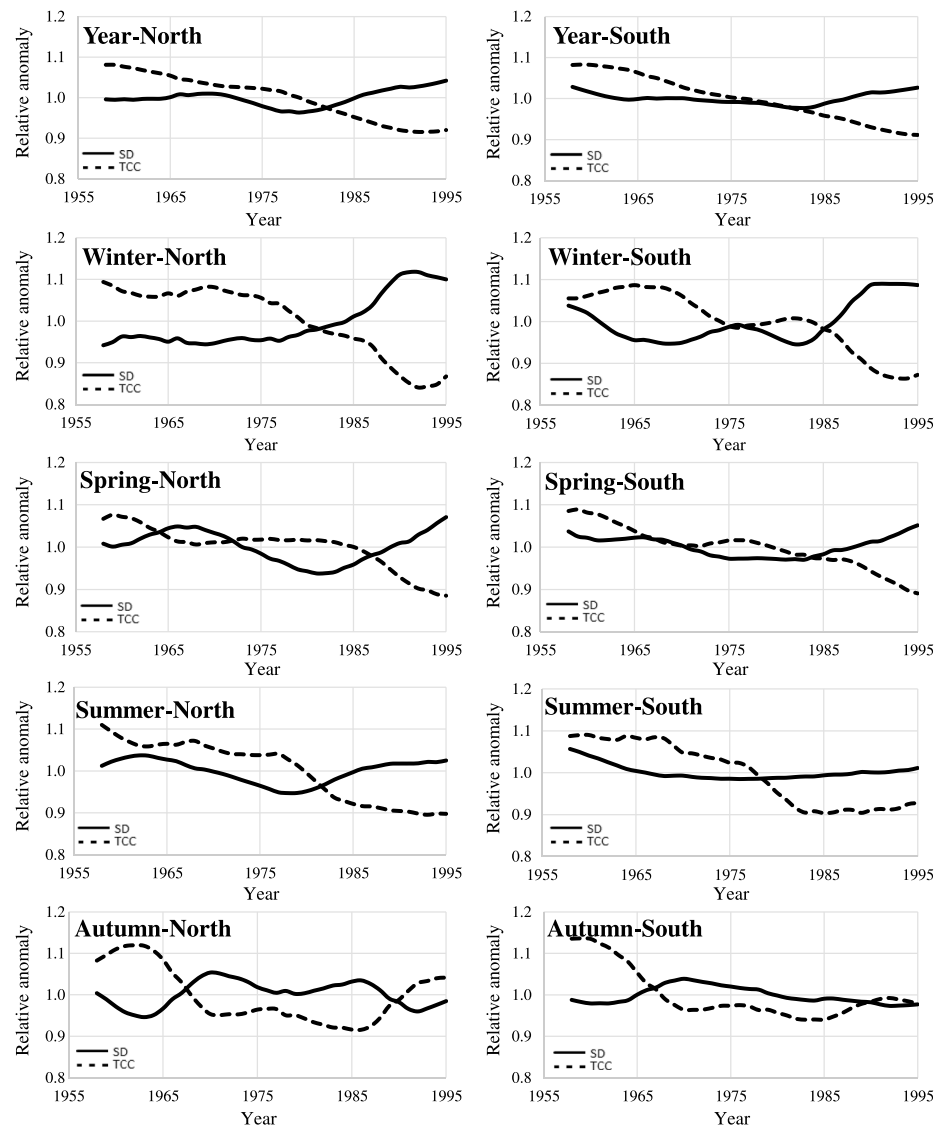 Year-North
Relative anomaly
1.2
1.1
1.0
0.9
0.8
SD
TCC
1955
1965
1975
1985
1995
Year
Year-South
Relative anomaly
1.2
1.1
1.0
0.9
0.8
SD
TCC
1955
1965
1975
1985
1995
Year
Winter-North
Relative anomaly
1.2
1.1
1.0
0.9
0.8
SD
TCC
1955
1965
1975
1985
1995
Year
Winter-South
Relative anomaly
1.2
1.1
1.0
0.9
0.8
SD
TCC
1955
1965
1975
1985
1995
Year
Spring-North
Relative anomaly
1.2
1.1
1.0
0.9
0.8
SD
TCC
1955
1965
1975
1985
1995
Year
Spring-South
Relative anomaly
1.2
1.1
1.0
0.9
0.8
SD
TCC
1955
1965
1975
1985
1995
Year
Summer-North
Relative anomaly
1.2
1.1
1.0
0.9
0.8
SD
TCC
1955
1965
1975
1985
1995
Year
Summer-South
Relative anomaly
1.2
1.1
1.0
0.9
0.8
SD
TCC
1955
1965
1975
1985
1995
Year
Autumn-North
Relative anomaly
1.2
1.1
1.0
0.9
0.8
SD
TCC
1955
1965
1975
1985
1995
Year
Autumn-South
Relative anomaly
1.2
1.1
1.0
0.9
0.8
SD
TCC
1955
1965
1975
1985
1995
Year